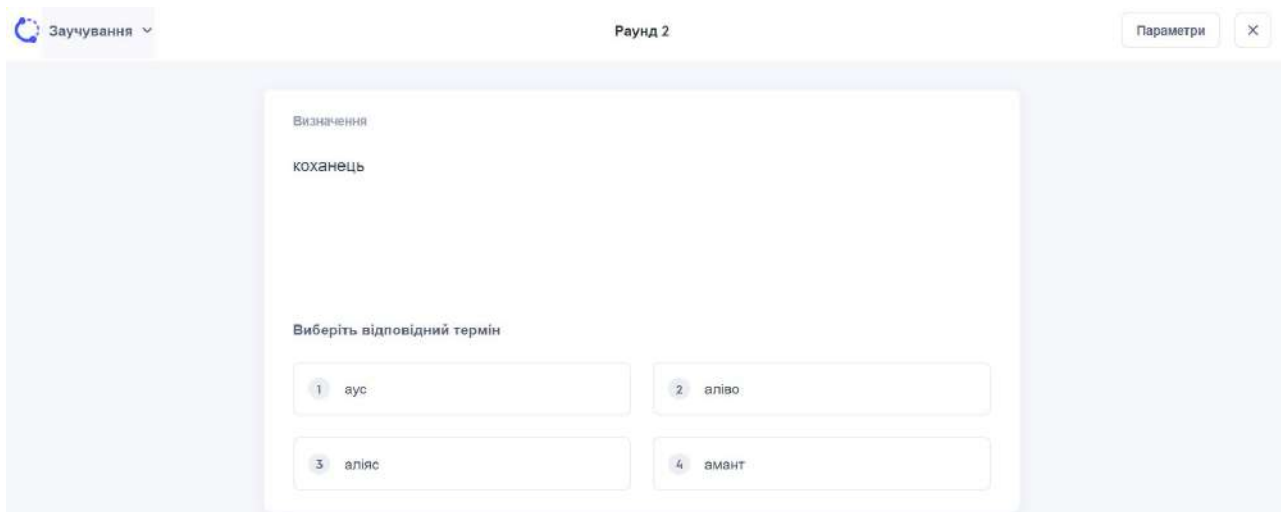 Заучування
Раунд 2
Параметри
Визначення
коханець
Виберіть відповідний термін
1 аус
2 аліво
3 аліяс
4 амант